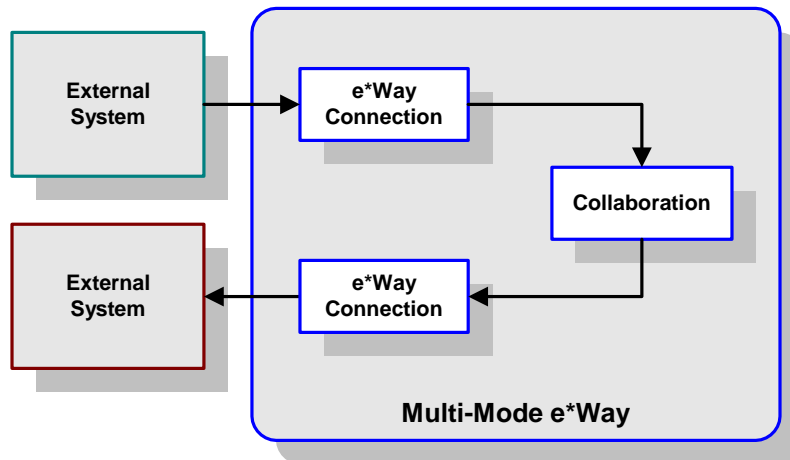 External
System
e*Way
Connection
Collaboration
External
System
e*Way
Connection
Multi-Mode e*Way